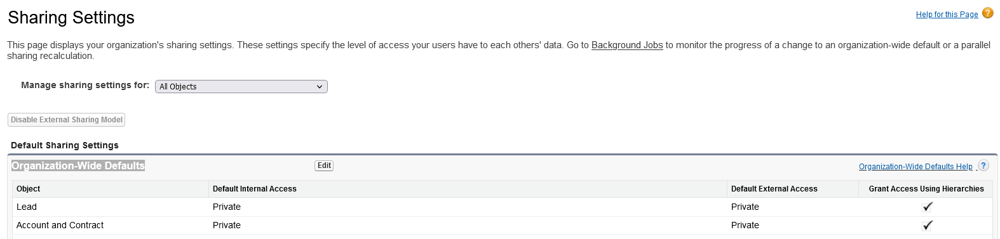 Sharing Settings
Help for this Page ?
This page displays your organization's sharing settings. These settings specify the level of access your users have to each others' data. Go to Background Jobs to monitor the progress of a change to an organization-wide default or a parallel
sharing recalculation.
Manage sharing settings for: All Objects
Disable External Sharing Model
Default Sharing Settings
Organization-Wide Defaults Edit Organization-Wide Defaults Help ?
Object Default Internal Access Default External Access Grant Access Using Hierarchies
Lead Private Private ✓
Account and Contract Private Private ✓